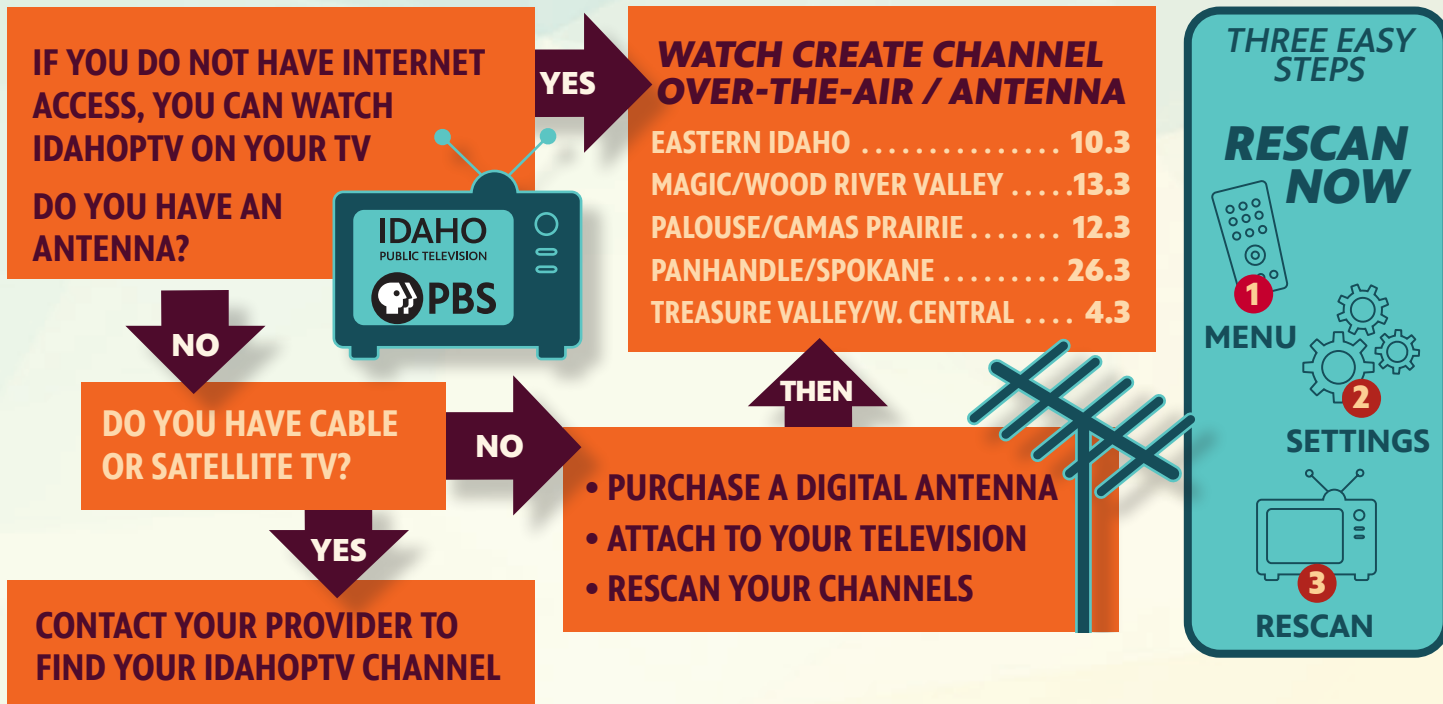 IF YOU DO NOT HAVE INTERNET
ACCESS, YOU CAN WATCH
IDAHOPTV ON YOUR TV
DO YOU HAVE AN
ANTENNA?
IDAHO
PUBLIC TELEVISION
PBS
YES
WATCH CREATE CHANNEL
OVER-THE-AIR / ANTENNA
EASTERN IDAHO ............... 10.3
MAGIC/WOOD RIVER VALLEY .....13.3
PALOUSE/CAMAS PRAIRIE ....... 12.3
PANHANDLE/SPOKANE ......... 26.3
TREASURE VALLEY/W. CENTRAL .... 4.3
NO
DO YOU HAVE CABLE
OR SATELLITE TV?
NO
• PURCHASE A DIGITAL ANTENNA
• ATTACH TO YOUR TELEVISION
• RESCAN YOUR CHANNELS
THEN
YES
CONTACT YOUR PROVIDER TO
FIND YOUR IDAHOPTV CHANNEL
THREE EASY
STEPS
RESCAN
NOW
1
MENU
2
SETTINGS
3
RESCAN